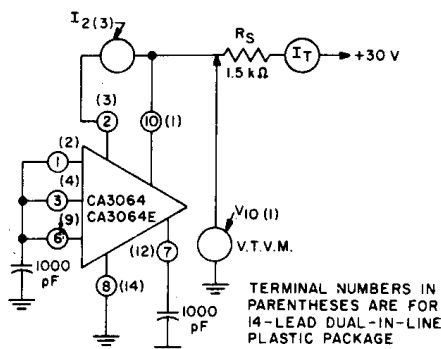 I2(3)
RS
1.5 kΩ
IT
+30 V
(3)
2
10 (1)
(2)
1
(4)
3
(9)
6
CA3064
CA3064E
(12) 7
8 (14)
1000
pF
1000
pF
V10(1)
V.T.V.M.
TERMINAL NUMBERS IN
PARENTHESES ARE FOR
14-LEAD DUAL-IN-LINE
PLASTIC PACKAGE